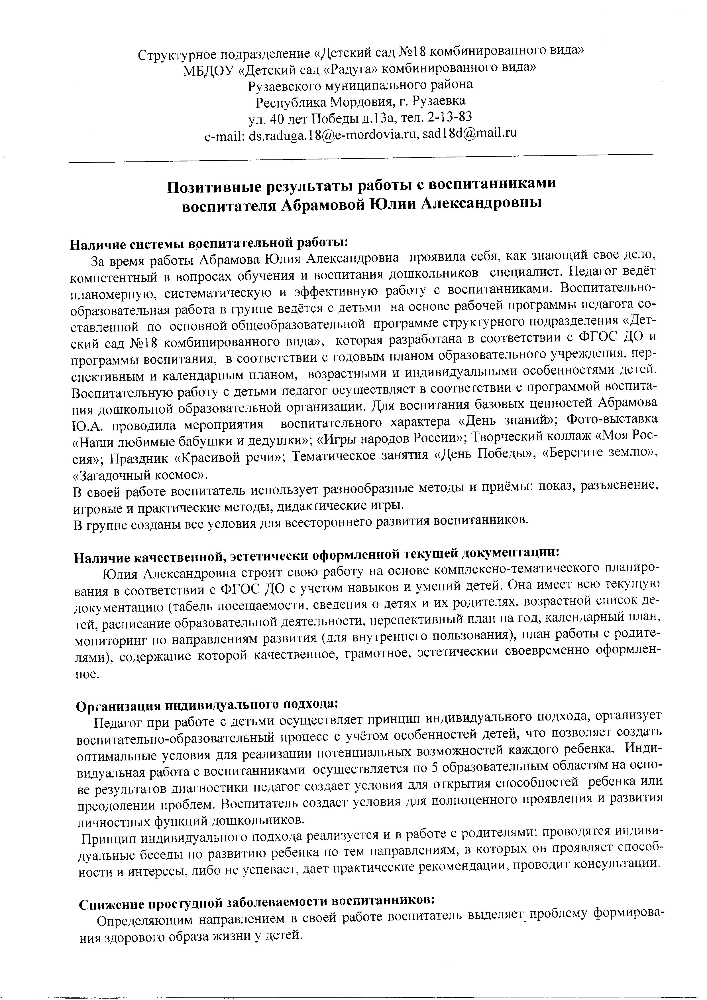 Структурное подразделение «Детский сад №18 комбинированного вида»
МБДОУ «Детский сад «Радуга» комбинированного вида»
Рузаевского муниципального района
Республика Мордовия, г. Рузаевка
ул. 40 лет Победы д.13а, тел. 2-13-83
e-mail: ds.raduga.18@e-mordovia.ru, sad18d@mail.ru
Позитивные результаты работы с воспитанниками
воспитателя Абрамовой Юлии Александровны
Наличие системы воспитательной работы:
За время работы Абрамова Юлия Александровна проявила себя, как знающий свое дело,
компетентный в вопросах обучения и воспитания дошкольников специалист. Педагог ведёт
планомерную, систематическую и эффективную работу с воспитанниками. Воспитательно-
образовательная работа в группе ведётся с детьми на основе рабочей программы педагога со-
ставленной по основной общеобразовательной программе структурного подразделения «Дет-
ский сад №18 комбинированного вида», которая разработана в соответствии с ФГОС ДО и
программы воспитания, в соответствии с годовым планом образовательного учреждения, пер-
спективным и календарным планом, возрастными и индивидуальными особенностями детей.
Воспитательную работу с детьми педагог осуществляет в соответствии с программой воспита-
ния дошкольной образовательной организации. Для воспитания базовых ценностей Абрамова
Ю.А. проводила мероприятия воспитательного характера «День знаний»; Фото-выставка
«Наши любимые бабушки и дедушки»; «Игры народов России»; Творческий коллаж «Моя Рос-
сия»; Праздник «Красивой речи»; Тематическое занятия «День Победы», «Берегите землю»,
«Загадочный космос».
В своей работе воспитатель использует разнообразные методы и приёмы: показ, разъяснение,
игровые и практические методы, дидактические игры.
В группе созданы все условия для всестороннего развития воспитанников.
Наличие качественной, эстетически оформленной текущей документации:
Юлия Александровна строит свою работу на основе комплексно-тематического планиро-
вания в соответствии с ФГОС ДО с учетом навыков и умений детей. Она имеет всю текущую
документацию (табель посещаемости, сведения о детях и их родителях, возрастной список де-
тей, расписание образовательной деятельности, перспективный план на год, календарный план,
мониторинг по направлениям развития (для внутреннего пользования), план работы с родите-
лями), содержание которой качественное, грамотное, эстетическии своевременно оформлен-
ное.
Организация индивидуального подхода:
Педагог при работе с детьми осуществляет принцип индивидуального подхода, организует
воспитательно-образовательный процесс с учётом особенностей детей, что позволяет создать
оптимальные условия для реализации потенциальных возможностей каждого ребенка. Инди-
видуальная работа с воспитанниками осуществляется по 5 образовательным областям на осно-
ве результатов диагностики педагог создает условия для открытия способностей ребенка или
преодолении проблем. Воспитатель создает условия для полноценного проявления и развития
личностных функций дошкольников.
Принцип индивидуального подхода реализуется и в работе с родителями: проводятся индиви-
дуальные беседы по развитию ребенка по тем направлениям, в которых он проявляет способ-
ности и интересы, либо не успевает, дает практические рекомендации, проводит консультации.
Снижение простудной заболеваемости воспитанников:
Определяющим направлением в своей работе воспитатель выделяет проблему формирова-
ния здорового образа жизни у детей.